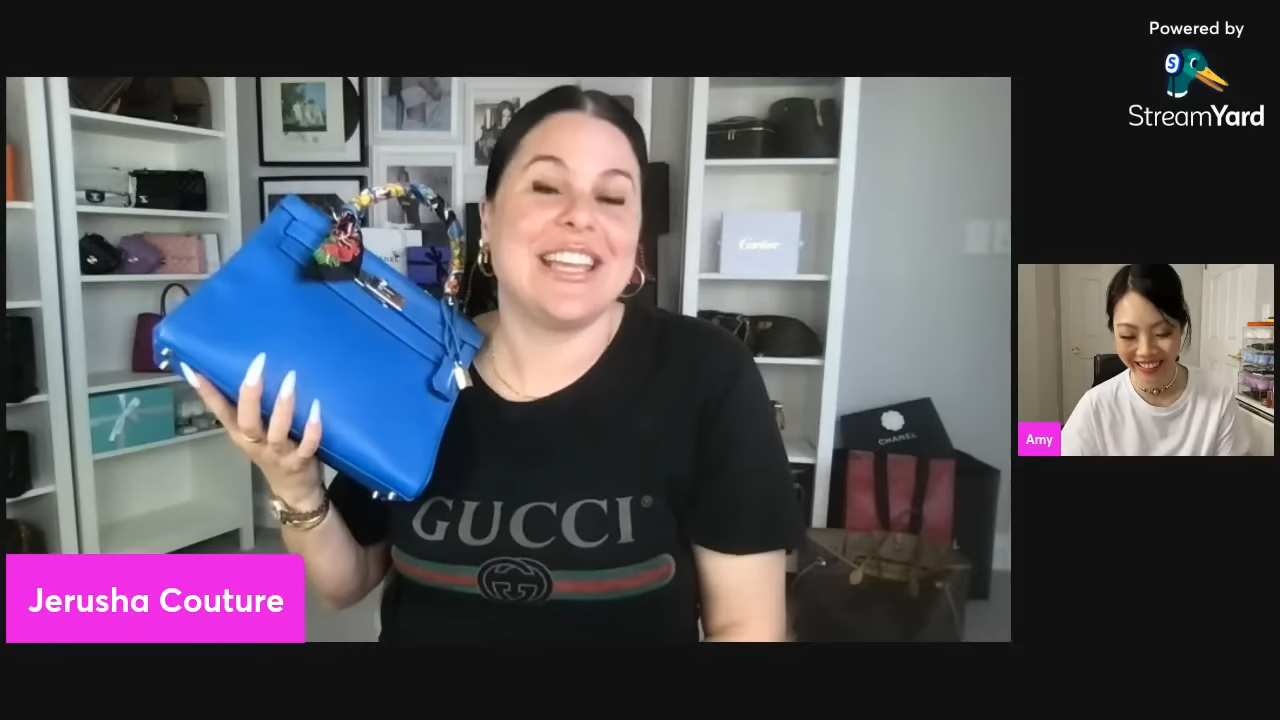 Powered by
StreamYard
Cartier
CHANEL
GUCCI
Amy
Jerusha Couture